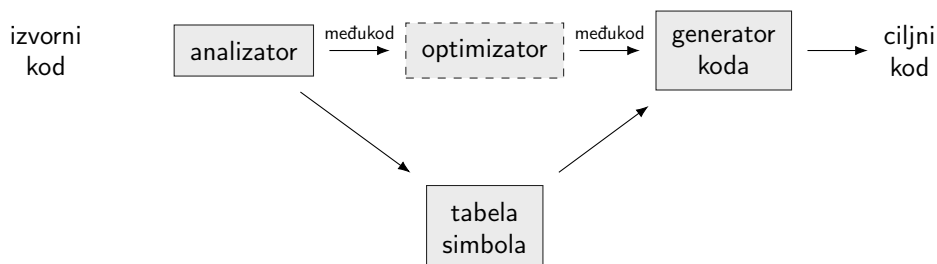 izvorni
kod
analizator
međukod
optimizator
međukod
generator
koda
ciljni
kod
tabela
simbola